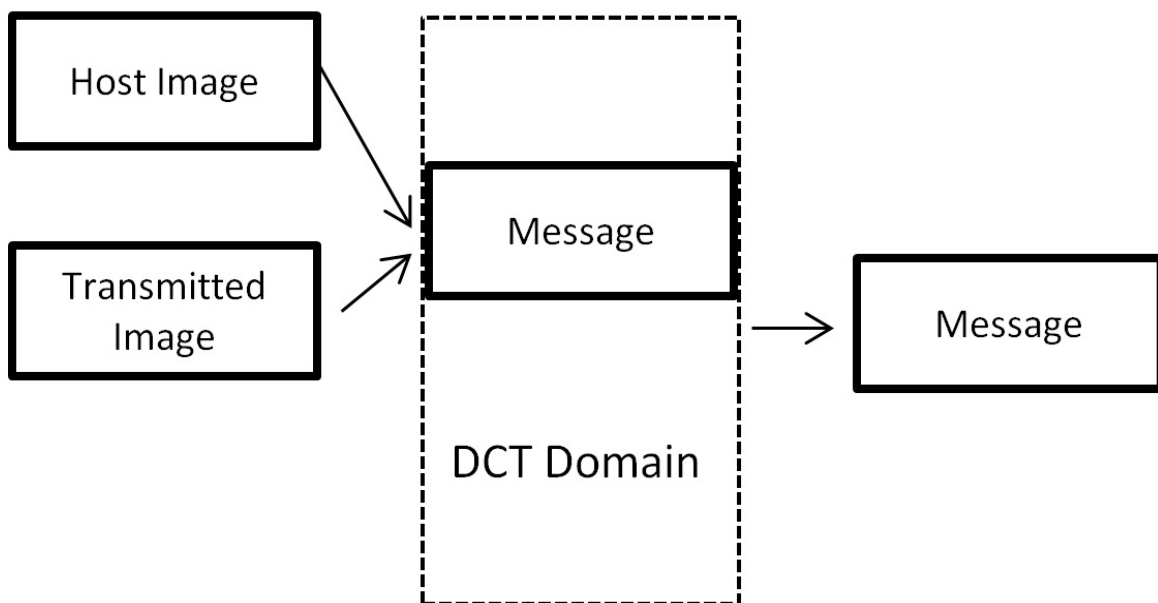 Host Image
Transmitted
Image
Message
DCT Domain
Message